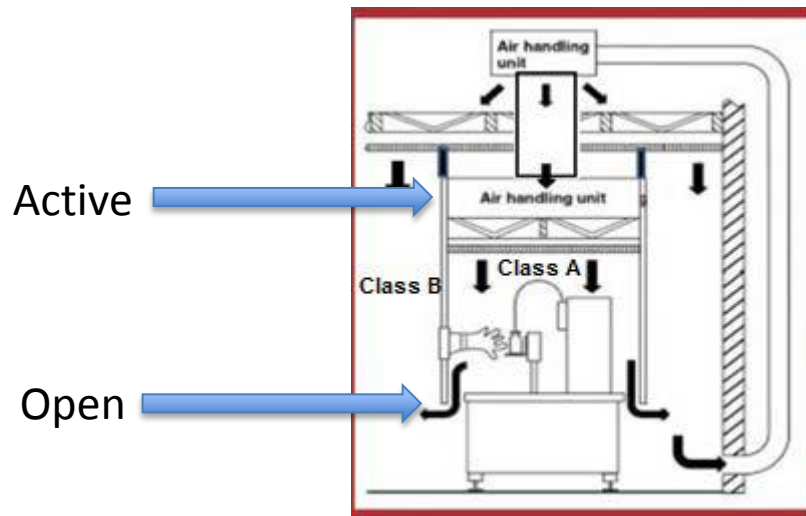 Air handling
unit
Active
Air handling unit
Class A
Class B
Open